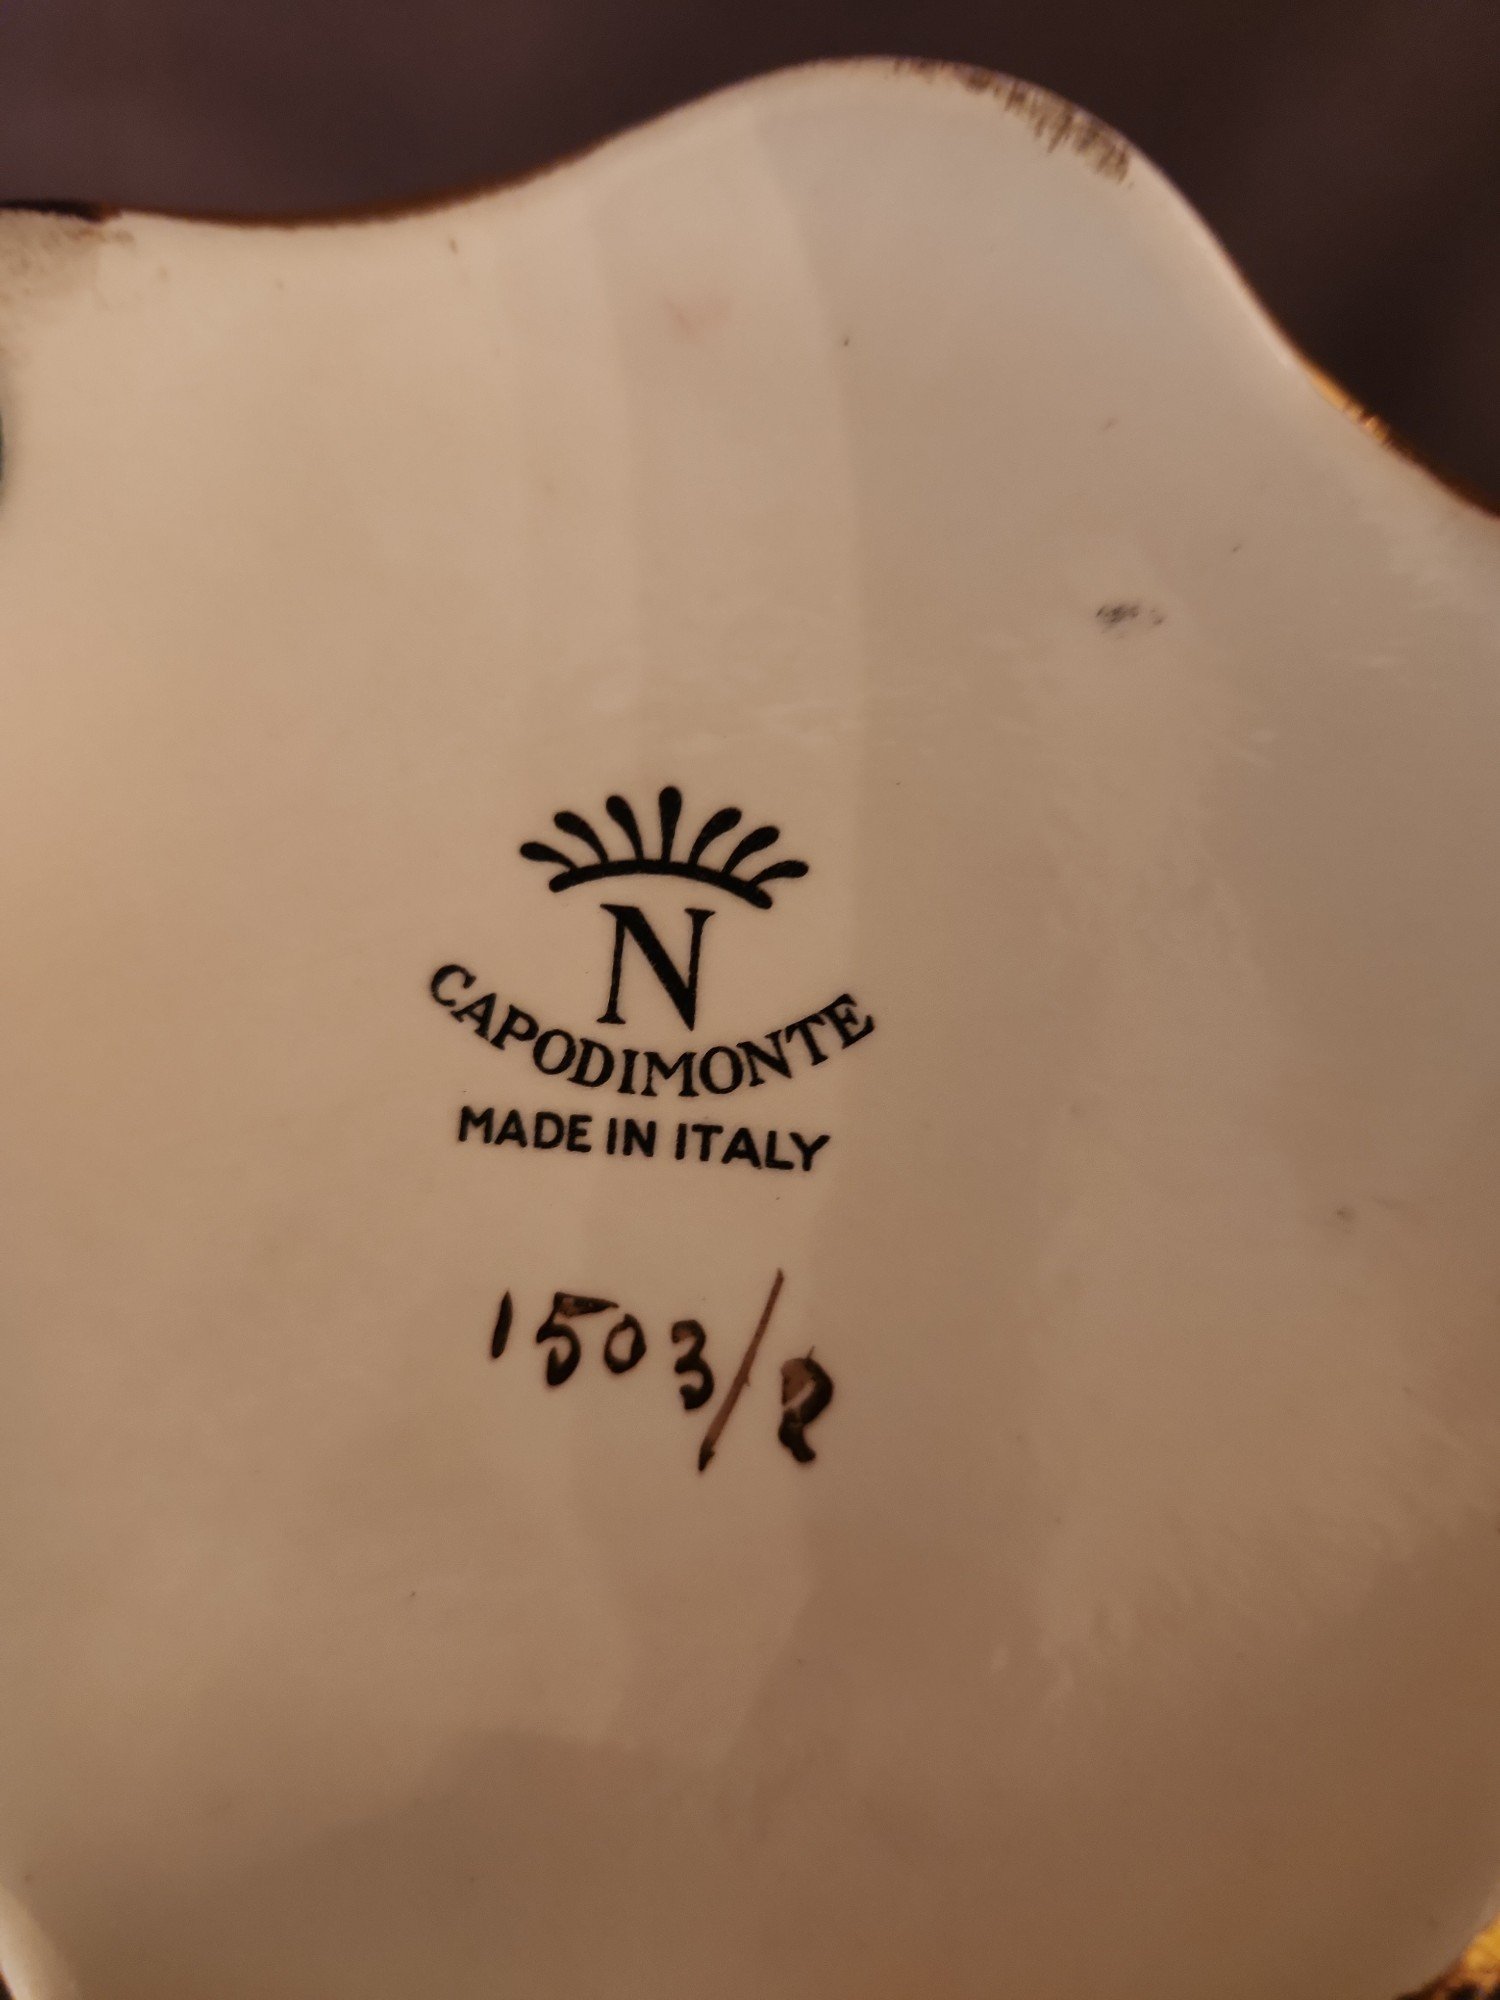 N
CAPODIMONTE
MADE IN ITALY
1503/2